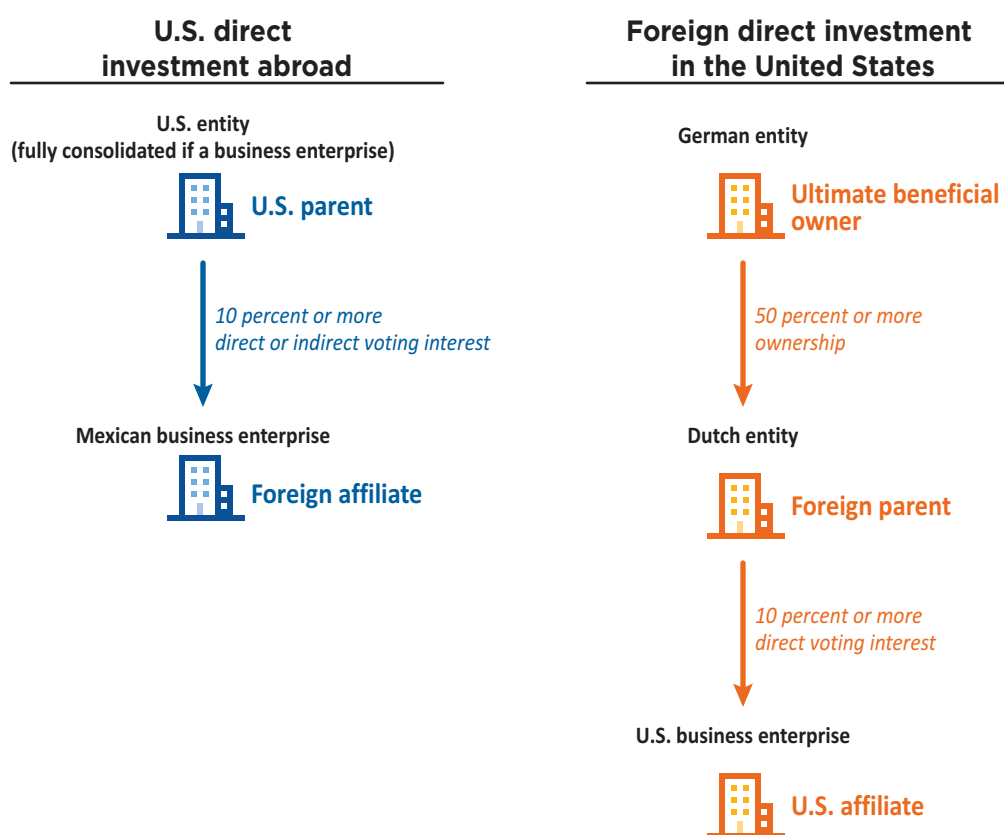 U.S. direct
investment abroad
U.S. entity
(fully consolidated if a business enterprise)
U.S. parent
10 percent or more
direct or indirect voting interest
Mexican business enterprise
Foreign affiliate
Foreign direct investment
in the United States
German entity
Ultimate beneficial
owner
50 percent or more
ownership
Dutch entity
Foreign parent
10 percent or more
direct voting interest
U.S. business enterprise
U.S. affiliate